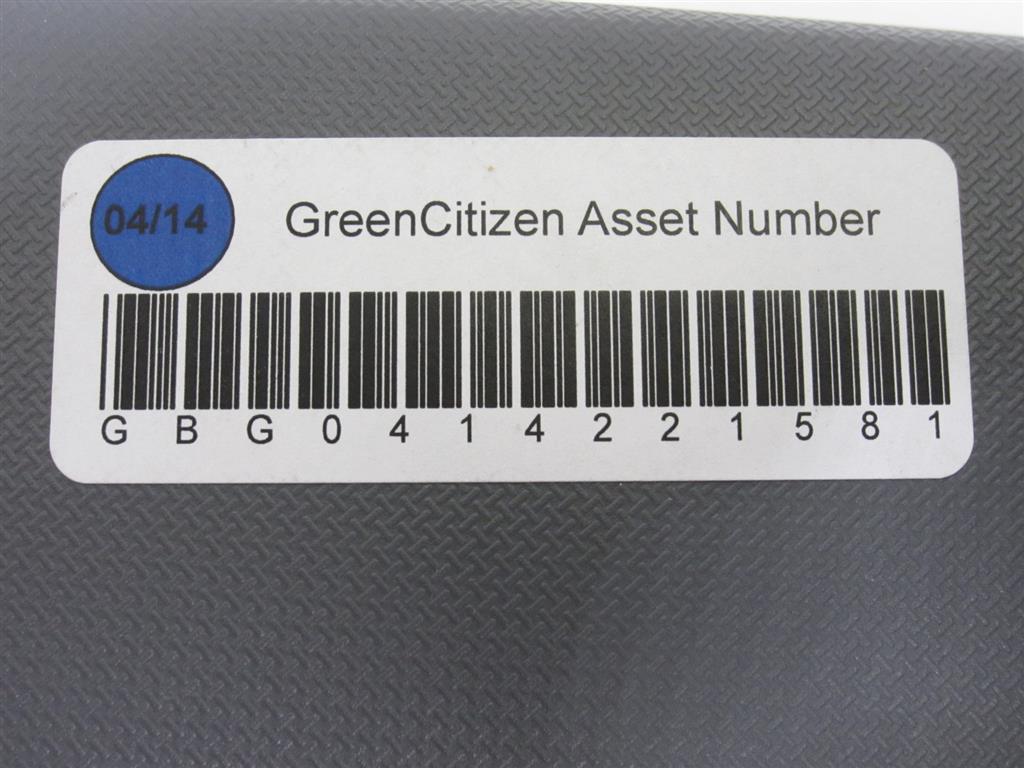 04/14
GreenCitizen Asset Number
G B G 0 4 1 4 2 2 1 5 8 1